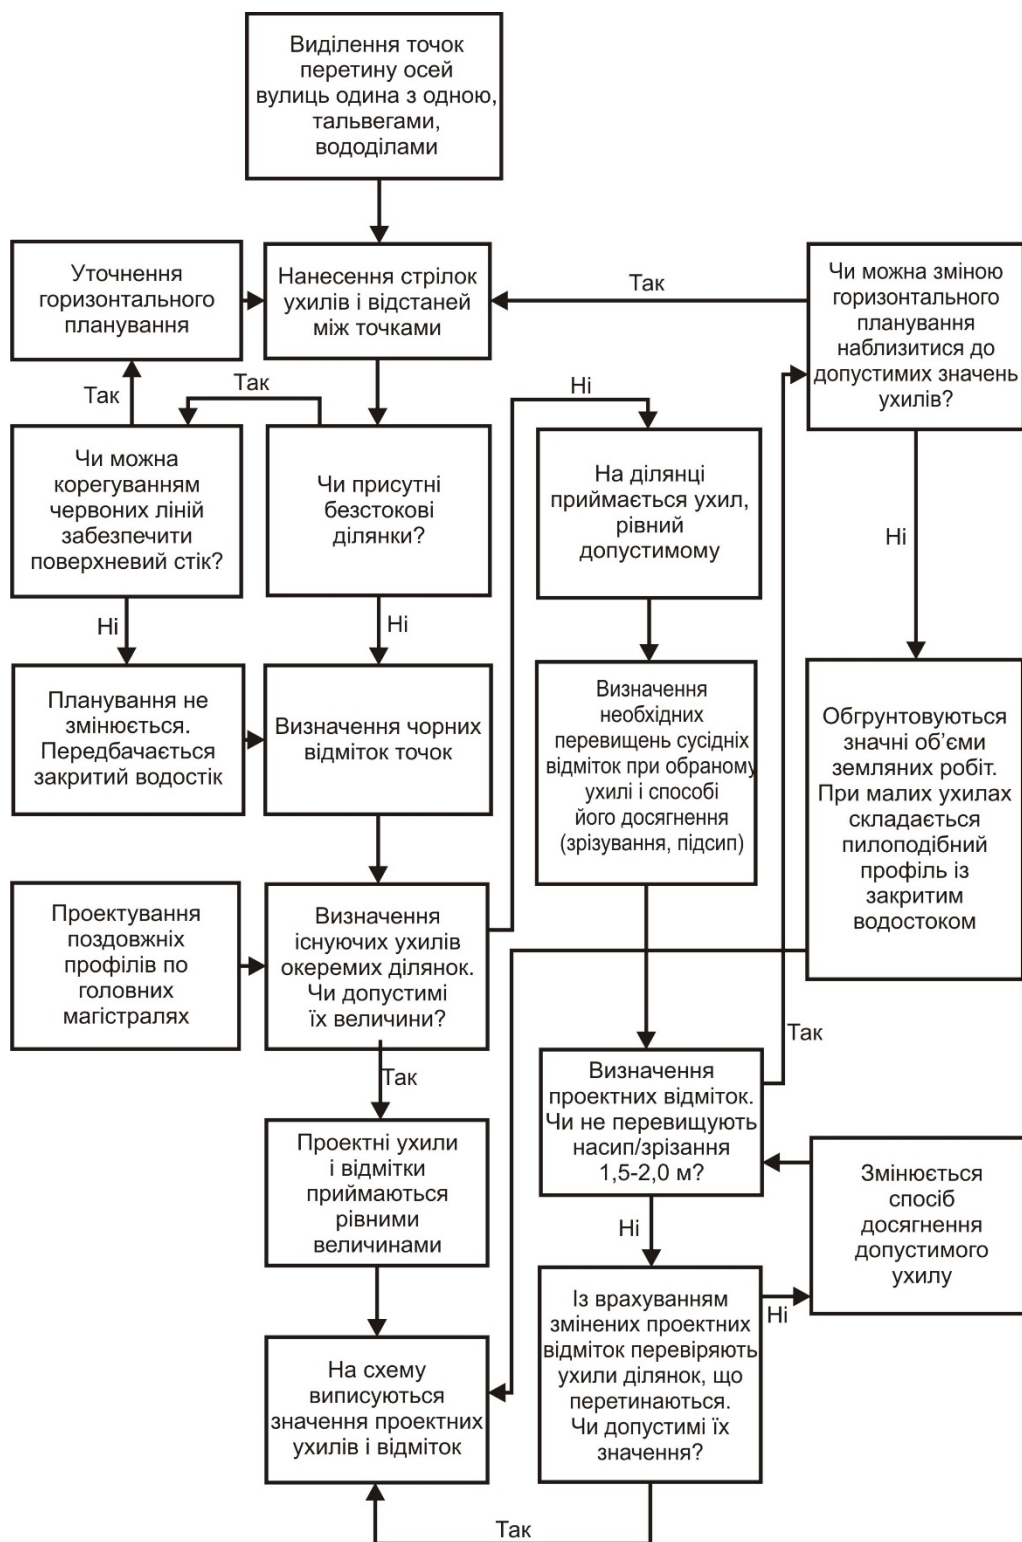 Виділення точок
перетину осей
вулиць одина з одною,
тальвегами,
вододілами
Уточнення
горизонтального
планування
Нанесення стрілок
ухилів і відстаней
між точками
Так
Чи можна зміною
горизонтального
планування
наблизитися до
допустимих значень
ухилів?
Так
Так
Ні
Чи можна
корегуванням
червоних ліній
забезпечити
поверхневий стік?
Чи присутні
безстокові
ділянки?
На ділянці
приймається ухил,
рівний
допустимому
Ні
Ні
Ні
Планування не
змінюється.
Передбачається
закритий водостік
Визначення чорних
відміток точок
Визначення
необхідних
перевищень сусідніх
відміток при обраному
ухилі і способі
його досягнення
(зрізування, підсип)
Обгрунтовуються
значні об’єми
земляних робіт.
При малих ухилах
складається
пилоподібний
профіль із
закритим
водостоком
Проектування
поздовжніх
профілів по
головних
магістралях
Визначення
існуючих ухилів
океремих ділянок.
Чи допустимі
їх величини?
Так
Так
Визначення
проектних відміток.
Чи не перевищують
насип/зрізання
1,5-2,0 м?
Проектні ухили
і відмітки
приймаються
рівними
величинами
Змінюється
спосіб
досягнення
допустимого
ухилу
Ні
Ні
Із врахуванням
змінених проектних
відміток перевіряють
ухили ділянок, що
перетинаються.
Чи допустимі їх
значення?
На схему
виписуються
значення проектних
ухилів і відміток
Так